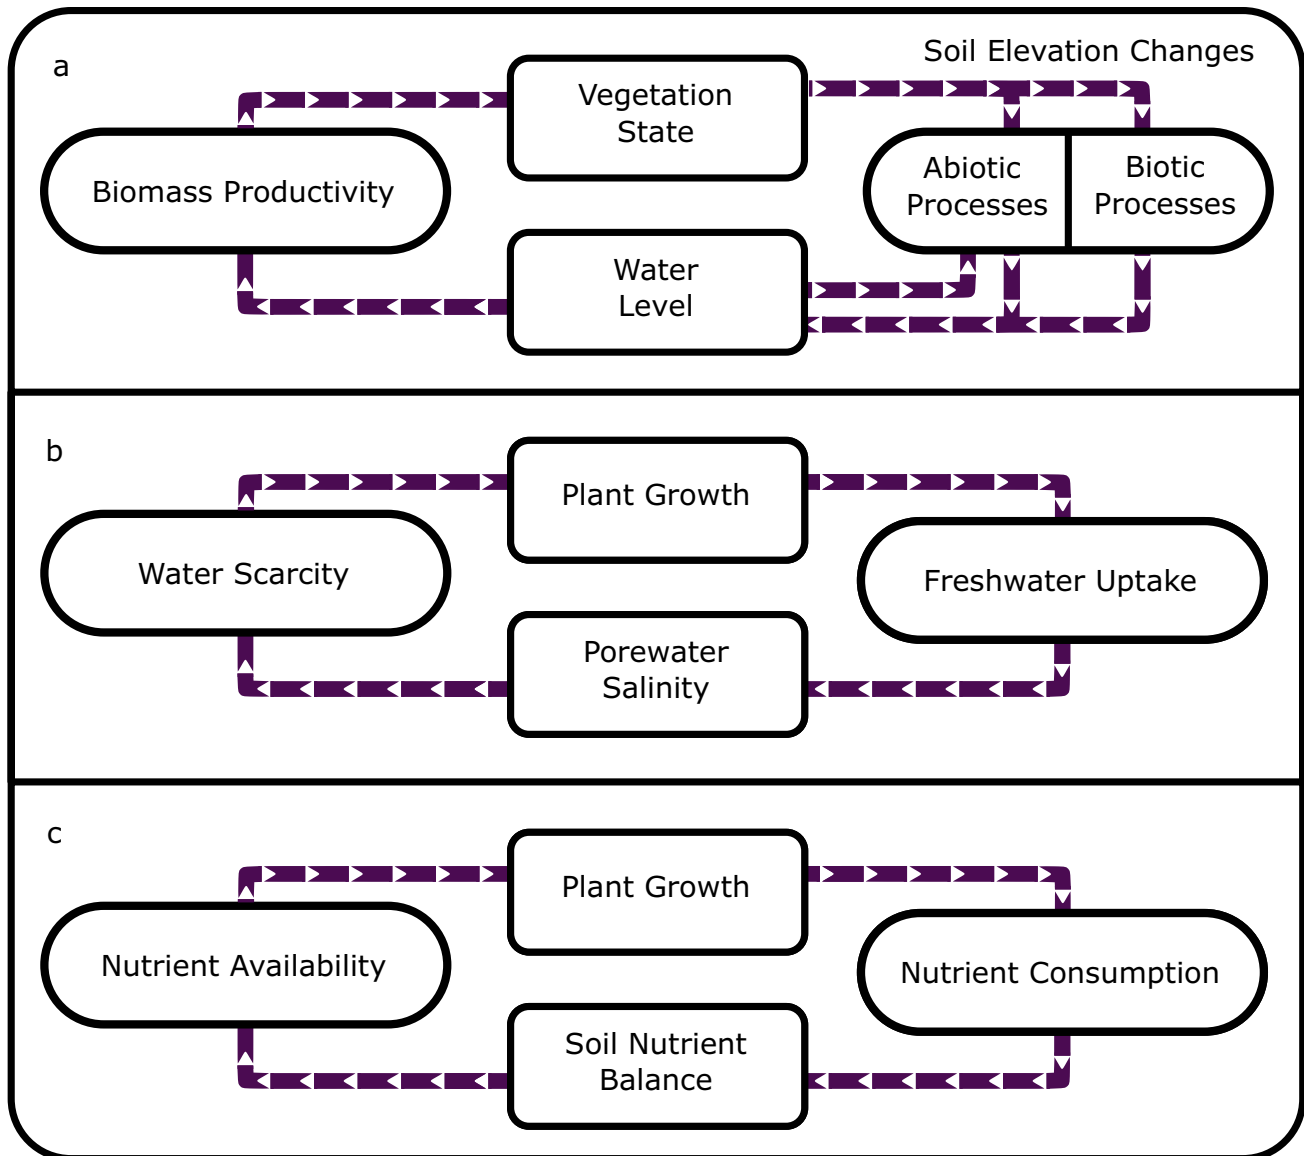 a
Soil Elevation Changes
Vegetation
State
Biomass Productivity
Abiotic
Processes
Biotic
Processes
Water
Level
b
Plant Growth
Water Scarcity
Freshwater Uptake
Porewater
Salinity
c
Plant Growth
Nutrient Availability
Nutrient Consumption
Soil Nutrient
Balance